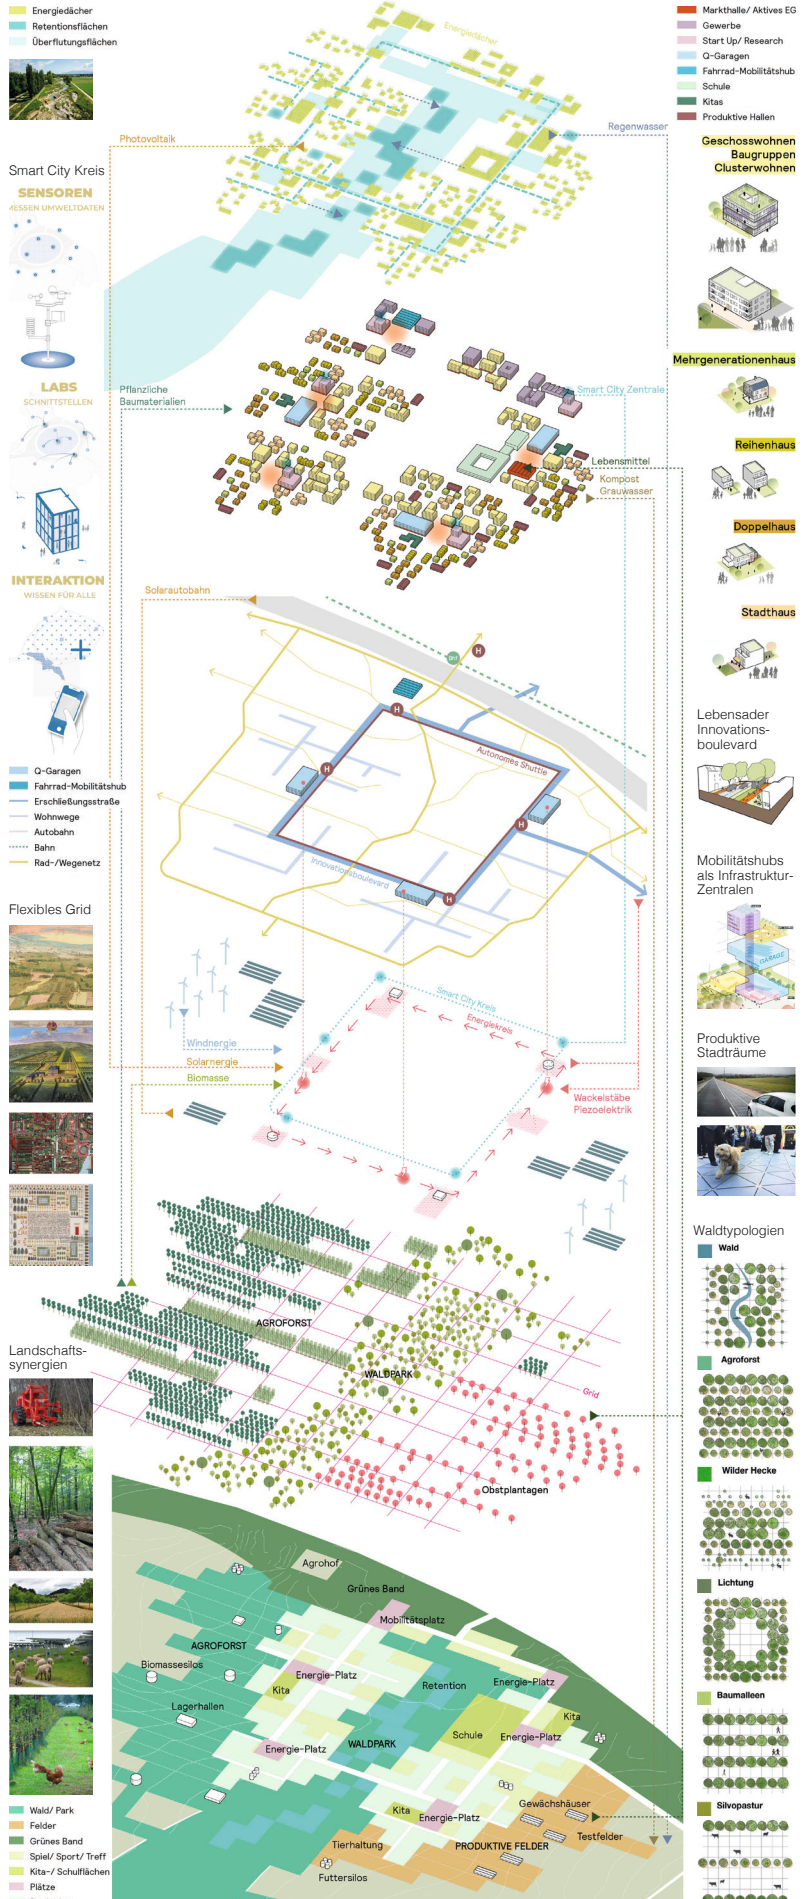 Energiedächer
Retentionsflächen
Überflutungsflächen
Markthalle/ Aktives EG
Gewerbe
Start Up/ Research
Q-Garagen
Fahrrad-Mobilitätshub
Schule
Kitas
Produktive Hallen
Energiedächer
Photovoltaik
Regenwasser
Smart City Kreis
SENSOREN
MESSEN UMWELTDATEN
LABS
SCHNITTSTELLEN
INTERAKTION
WISSEN FÜR ALLE
Geschosswohnen
Baugruppen
Clusterwohnen
Mehrgenerationenhaus
Reihenhaus
Doppelhaus
Stadthaus
Pflanzliche
Baumaterialien
Smart City Zentrale
Lebensmittel
Kompost
Grauwasser
Solarautobahn
H
H
Autonomes Shuttle
H
H
H
Innovationsboulevard
Q-Garagen
Fahrrad-Mobilitätshub
Erschließungsstraße
Wohnwege
Autobahn
Bahn
Rad-/Wegenetz
Lebensader
Innovations-
boulevard
Mobilitätshubs
als Infrastruktur-
Zentralen
GARAGE
Flexibles Grid
Smart City Kreis
Energiekreis
Windnergie
Solarnergie
Biomasse
Wackelstäbe
Piezoelektrik
Produktive
Stadträume
Waldtypologien
Wald
Agroforst
Wilder Hecke
Lichtung
Baumalleen
Silvopastur
AGROFORST
WALDPARK
Grid
Obstplantagen
Landschafts-
synergien
Agrohof
Grünes Band
Mobilitätsplatz
AGROFORST
Biomassesilos
Energie-Platz
Kita
Retention
Energie-Platz
Lagerhallen
Kita
Schule
Energie-Platz
Energie-Platz
WALDPARK
Gewächshäuser
Kita
Energie-Platz
Testfelder
Tierhaltung
PRODUKTIVE FELDER
Futtersilos
Wald/ Park
Felder
Grünes Band
Spiel/ Sport/ Treff
Kita-/ Schulflächen
Plätze